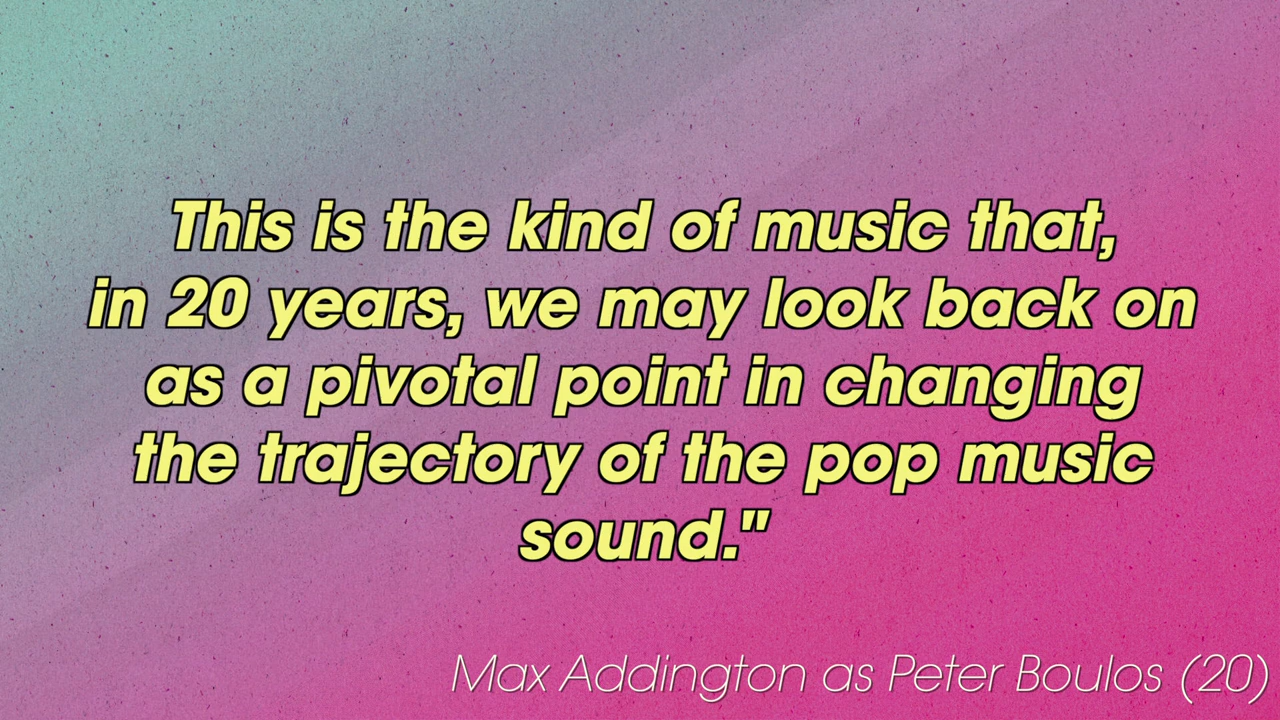 This is the kind of music that,
in 20 years, we may look back on
as a pivotal point in changing
the trajectory of the pop music
sound."
Max Addington as Peter Boulos (20)